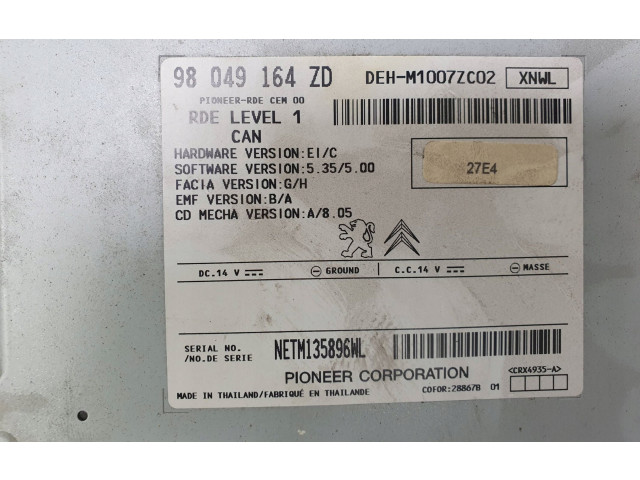 98 049 164 ZD DEH-M1007ZC02 XNWL
PIONEER-RDE CEM 00
RDE LEVEL 1
CAN
HARDWARE VERSION:EI/C
SOFTWARE VERSION:5.35/5.00
27E4
FACIA VERSION:G/H
EMF VERSION:B/A
CD MECHA VERSION:A/8.05
DC.14 V GROUND C.C.14 V MASSE
SERIAL NO.
/NO.DE SERIE NETM135896WL
PIONEER CORPORATION <CRX4935-A>
MADE IN THAILAND/FABRIQUÉ EN THAILANDE COFOR:28867B 01